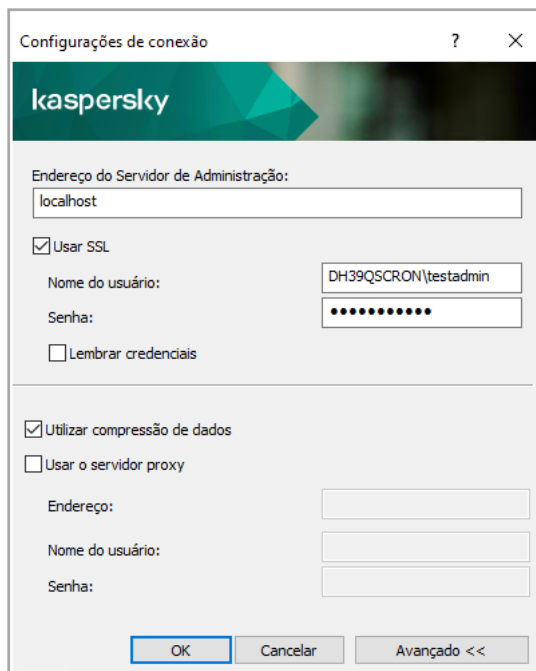 Configurações de conexão
?
kaspersky
Endereço do Servidor de Administração:
localhost
Usar SSL
Nome do usuário: DH39QSCRON\testadmin
Senha: ●●●●●●●●●●●
Lembrar credenciais
Utilizar compressão de dados
Usar o servidor proxy
Endereço:
Nome do usuário:
Senha:
OK Cancelar Avançado <<